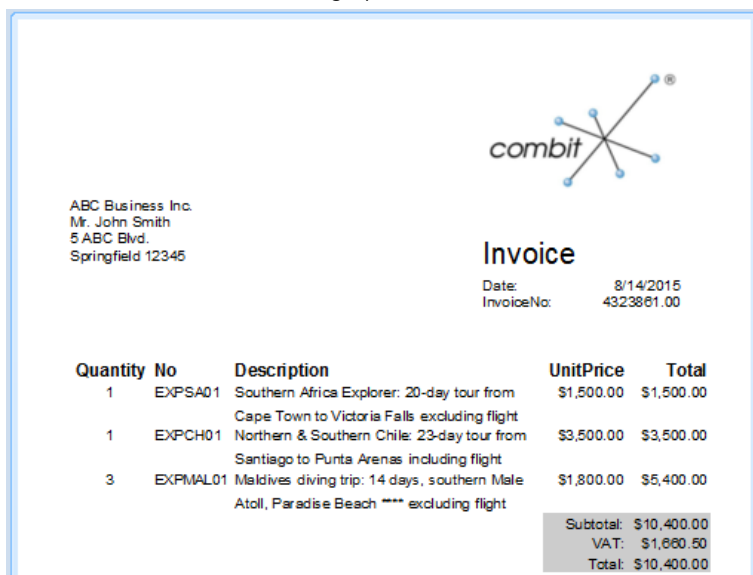 combit ®
ABC Business Inc.
Mr. John Smith
5 ABC Blvd.
Springfield 12345
Invoice
Date: 8/14/2015
InvoiceNo: 4323861.00
Quantity No Description UnitPrice Total
1 EXPSA01 Southern Africa Explorer: 20-day tour from $1,500.00 $1,500.00
Cape Town to Victoria Falls excluding flight
1 EXPCH01 Northern & Southern Chile: 23-day tour from $3,500.00 $3,500.00
Santiago to Punta Arenas including flight
3 EXPMAL01 Maldives diving trip: 14 days, southern Male $1,800.00 $5,400.00
Atoll, Paradise Beach **** excluding flight
Subtotal: $10,400.00
VAT: $1,660.50
Total: $10,400.00